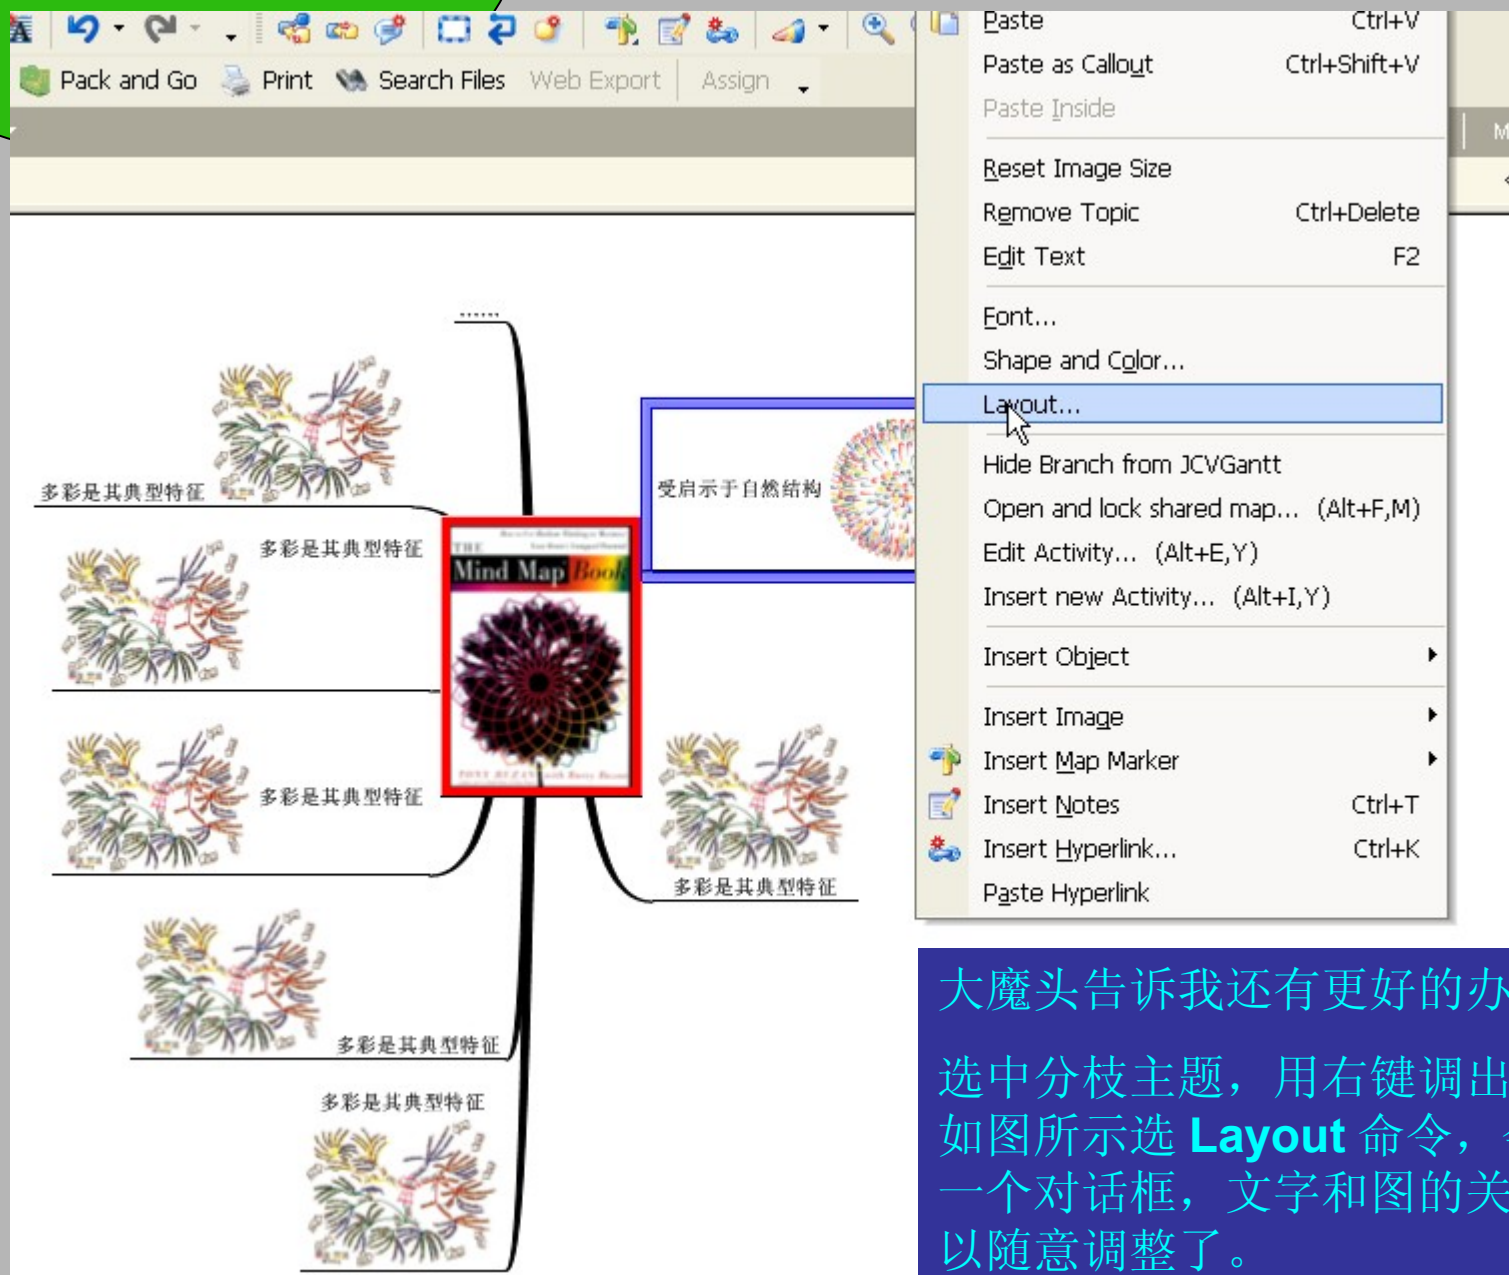 Pack and Go Print Search Files Web Export Assign
Paste Ctrl+V
Paste as Callout Ctrl+Shift+V
Paste Inside
Reset Image Size
Remove Topic Ctrl+Delete
Edit Text F2
Font...
Shape and Color...
Layout...
Hide Branch from JCVGantt
Open and lock shared map... (Alt+F,M)
Edit Activity... (Alt+E,Y)
Insert new Activity... (Alt+I,Y)
Insert Object
Insert Image
Insert Map Marker
Insert Notes Ctrl+T
Insert Hyperlink... Ctrl+K
Paste Hyperlink
......
多彩是其典型特征
多彩是其典型特征
多彩是其典型特征
多彩是其典型特征
多彩是其典型特征
THE
Mind Map Book
TONY BUZAN with Barry Buzan
受启示于自然结构
多彩是其典型特征
大魔头告诉我还有更好的办
选中分枝主题，用右键调出
如图所示选 Layout 命令，
一个对话框，文字和图的关
以随意调整了。